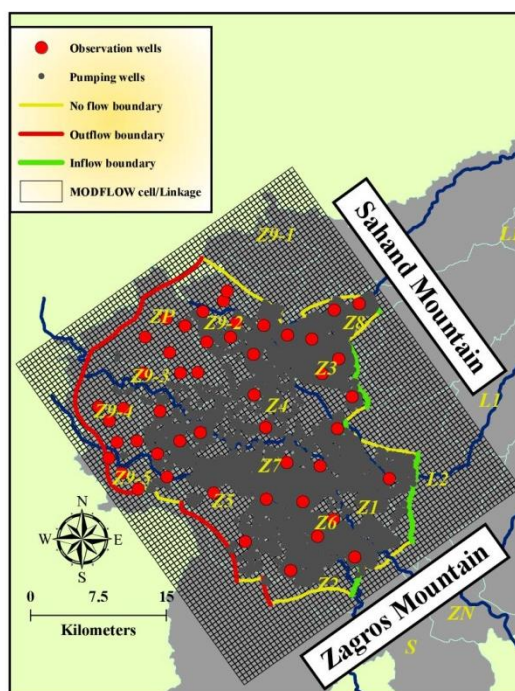 Observation wells
Pumping wells
No flow boundary
Outflow boundary
Inflow boundary
MODFLOW cell/Linkage
Sahand Mountain
Z9-1
ZP
Z9-2
Z8
Z3
Z9-3
Z9-4
Z4
L1
Z7
L2
Z9-5
Z5
Z1
Z6
Z2
Zagros Mountain
ZN
S
N
W
E
S
0 7.5 15
Kilometers